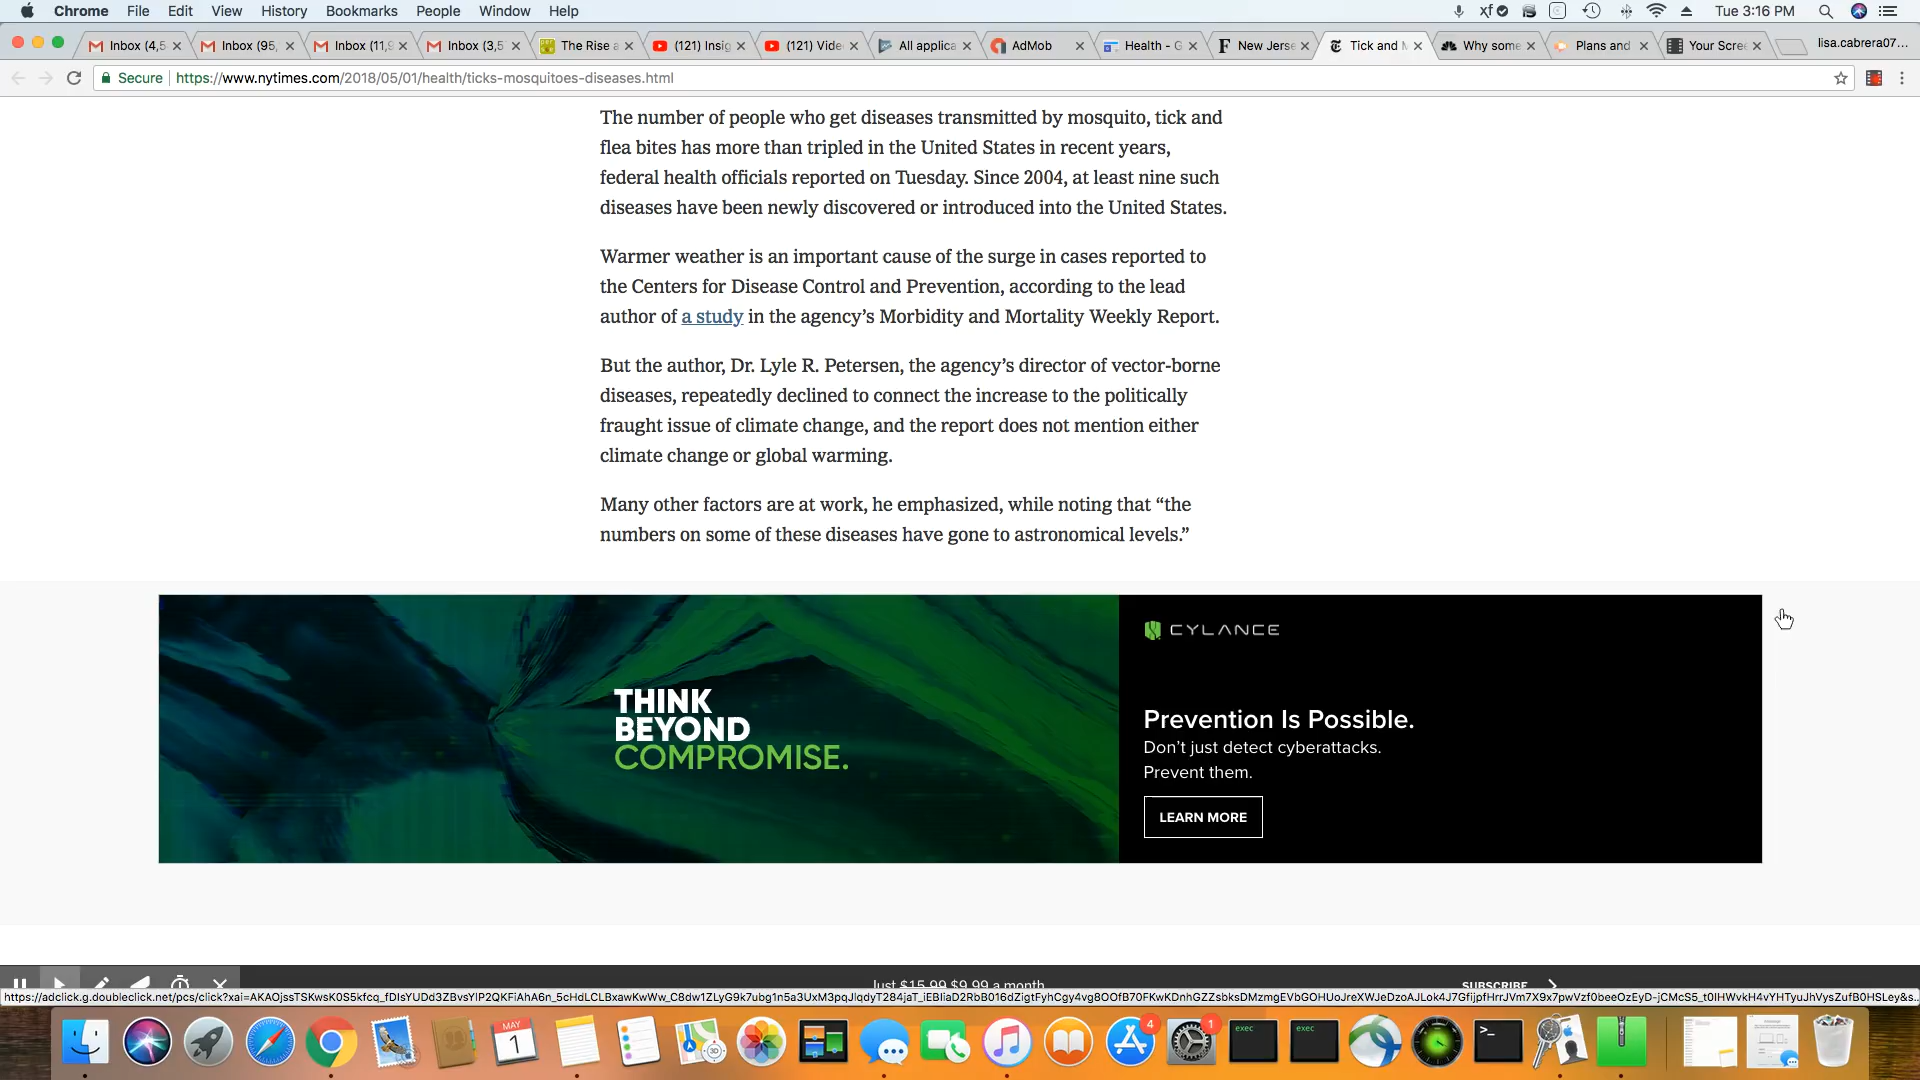 Chrome File Edit View History Bookmarks People Window Help
Tue 3:16 PM
Inbox (4,5
Inbox (95,
Inbox (11,9
Inbox (3,5
The Rise a
(121) Insig
(121) Vide
All applica
AdMob
Health - G
New Jerse
Tick and M
Why some
Plans and
Your Scree
lisa.cabrera07...
Secure https://www.nytimes.com/2018/05/01/health/ticks-mosquitoes-diseases.html
The number of people who get diseases transmitted by mosquito, tick and
flea bites has more than tripled in the United States in recent years,
federal health officials reported on Tuesday. Since 2004, at least nine such
diseases have been newly discovered or introduced into the United States.
Warmer weather is an important cause of the surge in cases reported to
the Centers for Disease Control and Prevention, according to the lead
author of a study in the agency’s Morbidity and Mortality Weekly Report.
But the author, Dr. Lyle R. Petersen, the agency’s director of vector-borne
diseases, repeatedly declined to connect the increase to the politically
fraught issue of climate change, and the report does not mention either
climate change or global warming.
Many other factors are at work, he emphasized, while noting that “the
numbers on some of these diseases have gone to astronomical levels.”
THINK
BEYOND
COMPROMISE.
CYLANCE
Prevention Is Possible.
Don’t just detect cyberattacks.
Prevent them.
LEARN MORE
Just $15.99 $9.99 a month
SUBSCRIBE
MAY
1
3D
4
1
exec
exec
>_